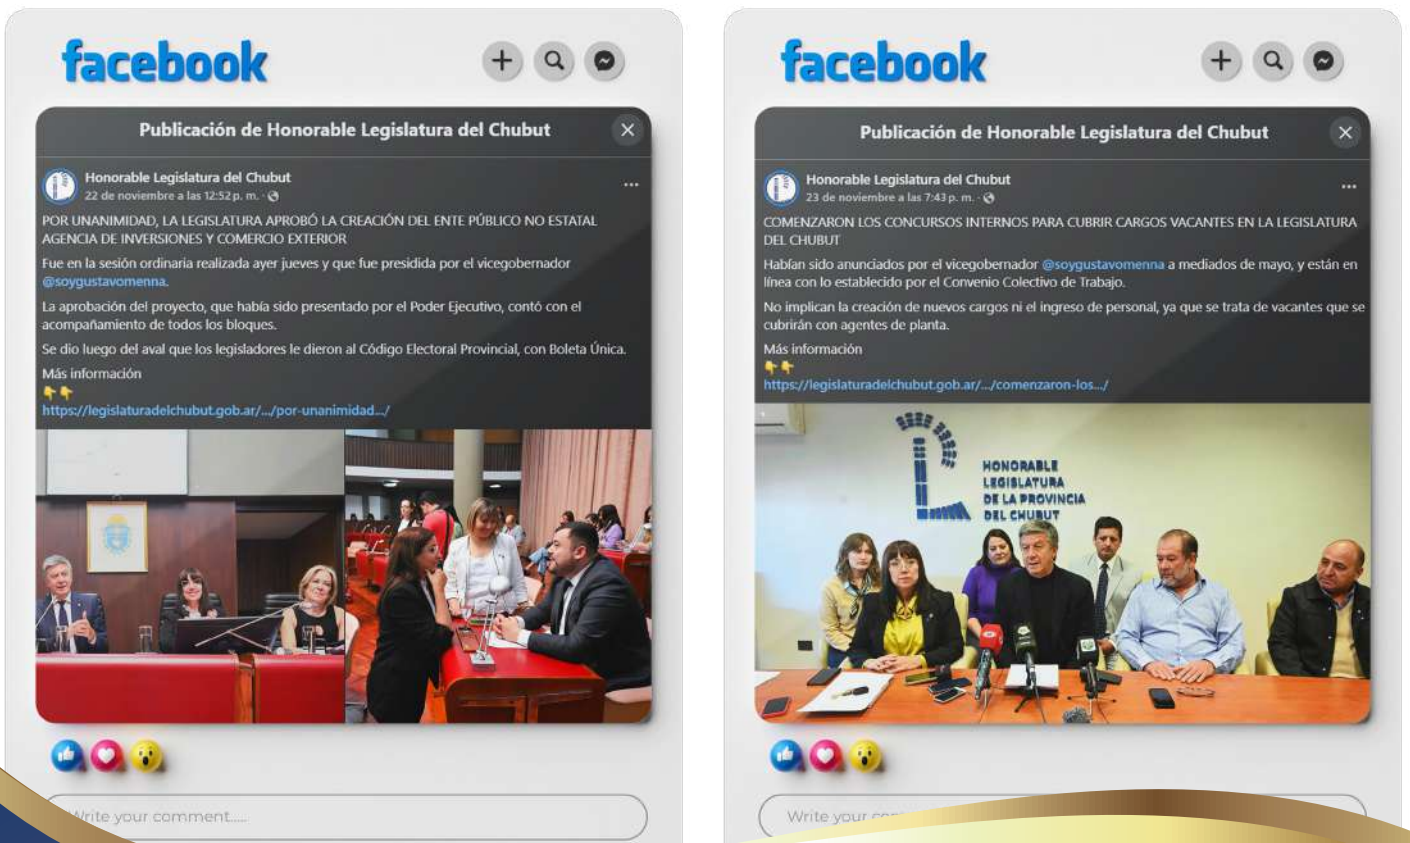 facebook
Publicación de Honorable Legislatura del Chubut
Honorable Legislatura del Chubut
22 de noviembre a las 12:52 p. m. ·
POR UNANIMIDAD, LA LEGISLATURA APROBÓ LA CREACIÓN DEL ENTE PÚBLICO NO ESTATAL
AGENCIA DE INVERSIONES Y COMERCIO EXTERIOR
Fue en la sesión ordinaria realizada ayer jueves y que fue presidida por el vicegobernador
@soygustavomenna.
La aprobación del proyecto, que había sido presentado por el Poder Ejecutivo, contó con el
acompañamiento de todos los bloques.
Se dio luego del aval que los legisladores le dieron al Código Electoral Provincial, con Boleta Única.
Más información
👇👇
https://legislaturadelchubut.gob.ar/.../por-unanimidad.../
Write your comment.....
facebook
Publicación de Honorable Legislatura del Chubut
Honorable Legislatura del Chubut
23 de noviembre a las 7:43 p. m. ·
COMENZARON LOS CONCURSOS INTERNOS PARA CUBRIR CARGOS VACANTES EN LA LEGISLATURA
DEL CHUBUT
Habían sido anunciados por el vicegobernador @soygustavomenna a mediados de mayo, y están en
línea con lo establecido por el Convenio Colectivo de Trabajo.
No implican la creación de nuevos cargos ni el ingreso de personal, ya que se trata de vacantes que se
cubrirán con agentes de planta.
Más información
👇👇
https://legislaturadelchubut.gob.ar/.../comenzaron-los.../
HONORABLE
LEGISLATURA
DE LA PROVINCIA
DEL CHUBUT
Write your